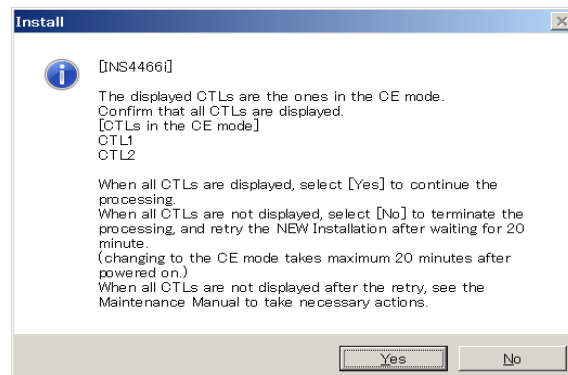 Install
[INS4466i]
The displayed CTLs are the ones in the CE mode.
Confirm that all CTLs are displayed.
[CTLs in the CE mode]
CTL1
CTL2
When all CTLs are displayed, select [Yes] to continue the
processing.
When all CTLs are not displayed, select [No] to terminate the
processing, and retry the NEW Installation after waiting for 20
minute.
(changing to the CE mode takes maximum 20 minutes after
powered on.)
When all CTLs are not displayed after the retry, see the
Maintenance Manual to take necessary actions.
Yes No